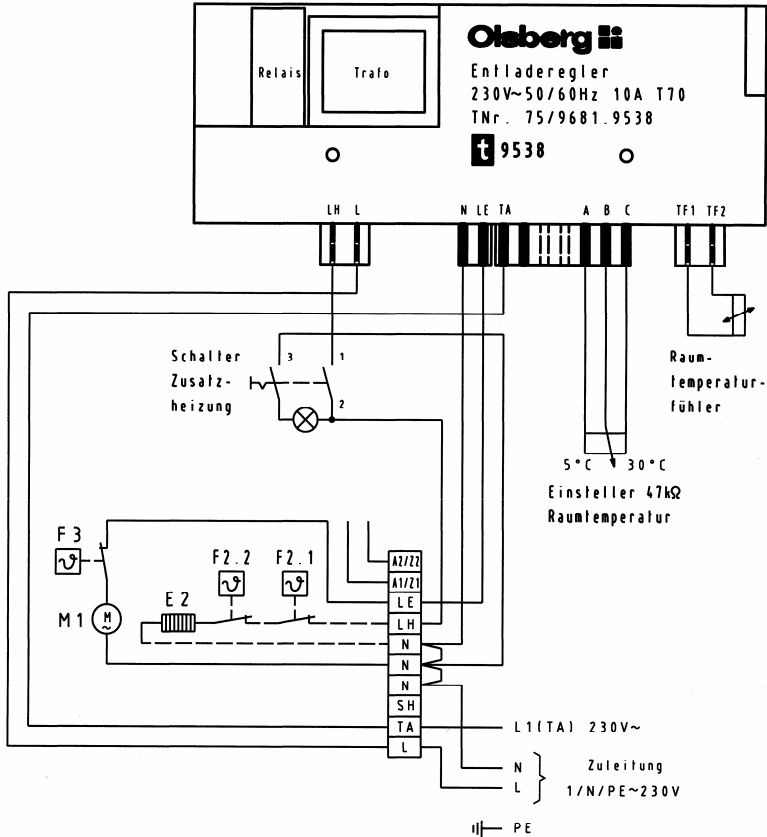 Olsberg
Relais
Trafo
Entladeregler
230V~50/60Hz 10A T70
TNr. 75/9681.9538
t 9538
LH L
N LE TA
A B C
TF1 TF2
3 1
Schalter
Zusatz-
heizung
2
Raum-
temperatur-
fühler
5°C 30°C
Einsteller 47kΩ
Raumtemperatur
F3
ϑ
F2.2 F2.1
ϑ ϑ
E2
M1
M
~
A2/Z2
A1/Z1
LE
LH
N
N
N
SH
TA
L
L1(TA) 230V~
N
L
Zuleitung
1/N/PE~230V
PE